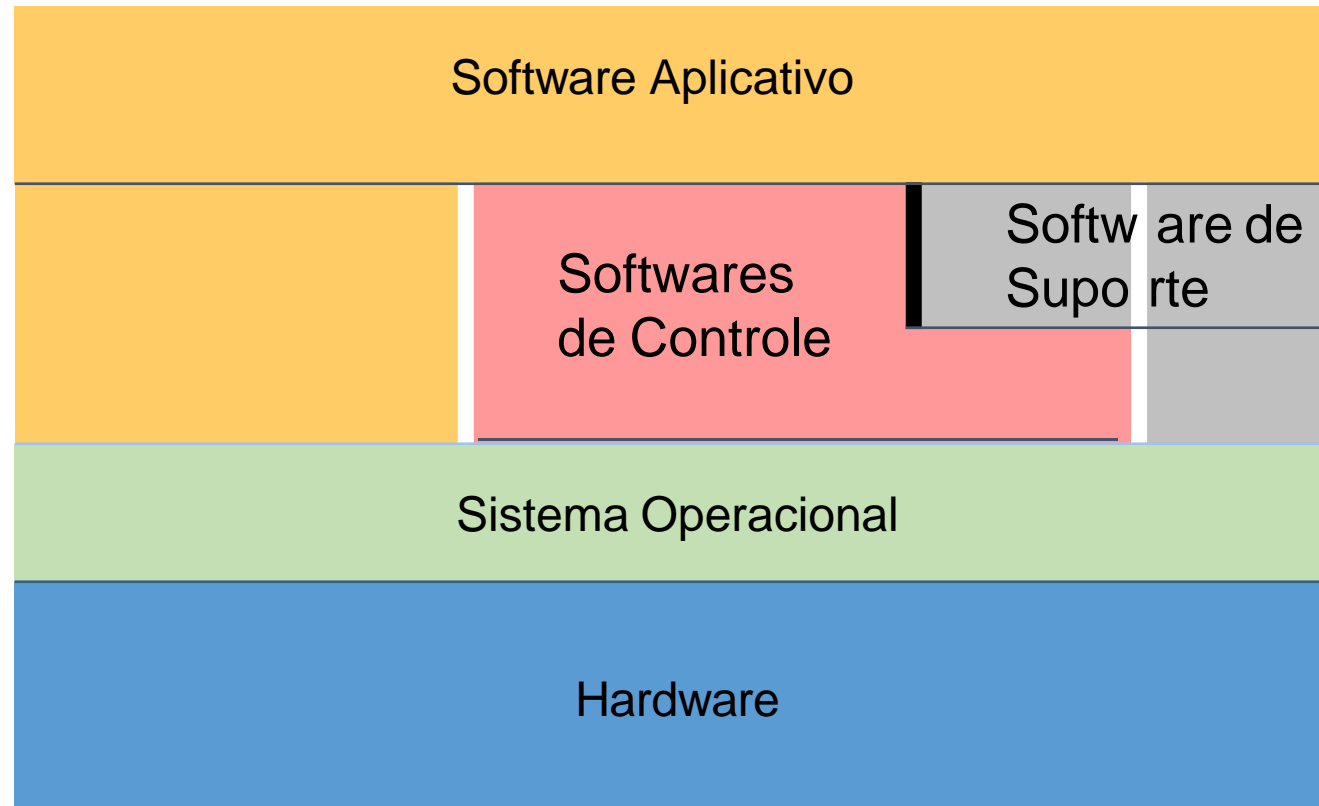 Software Aplicativo
Software de
Suporte
Softwares
de Controle
Sistema Operacional
Hardware